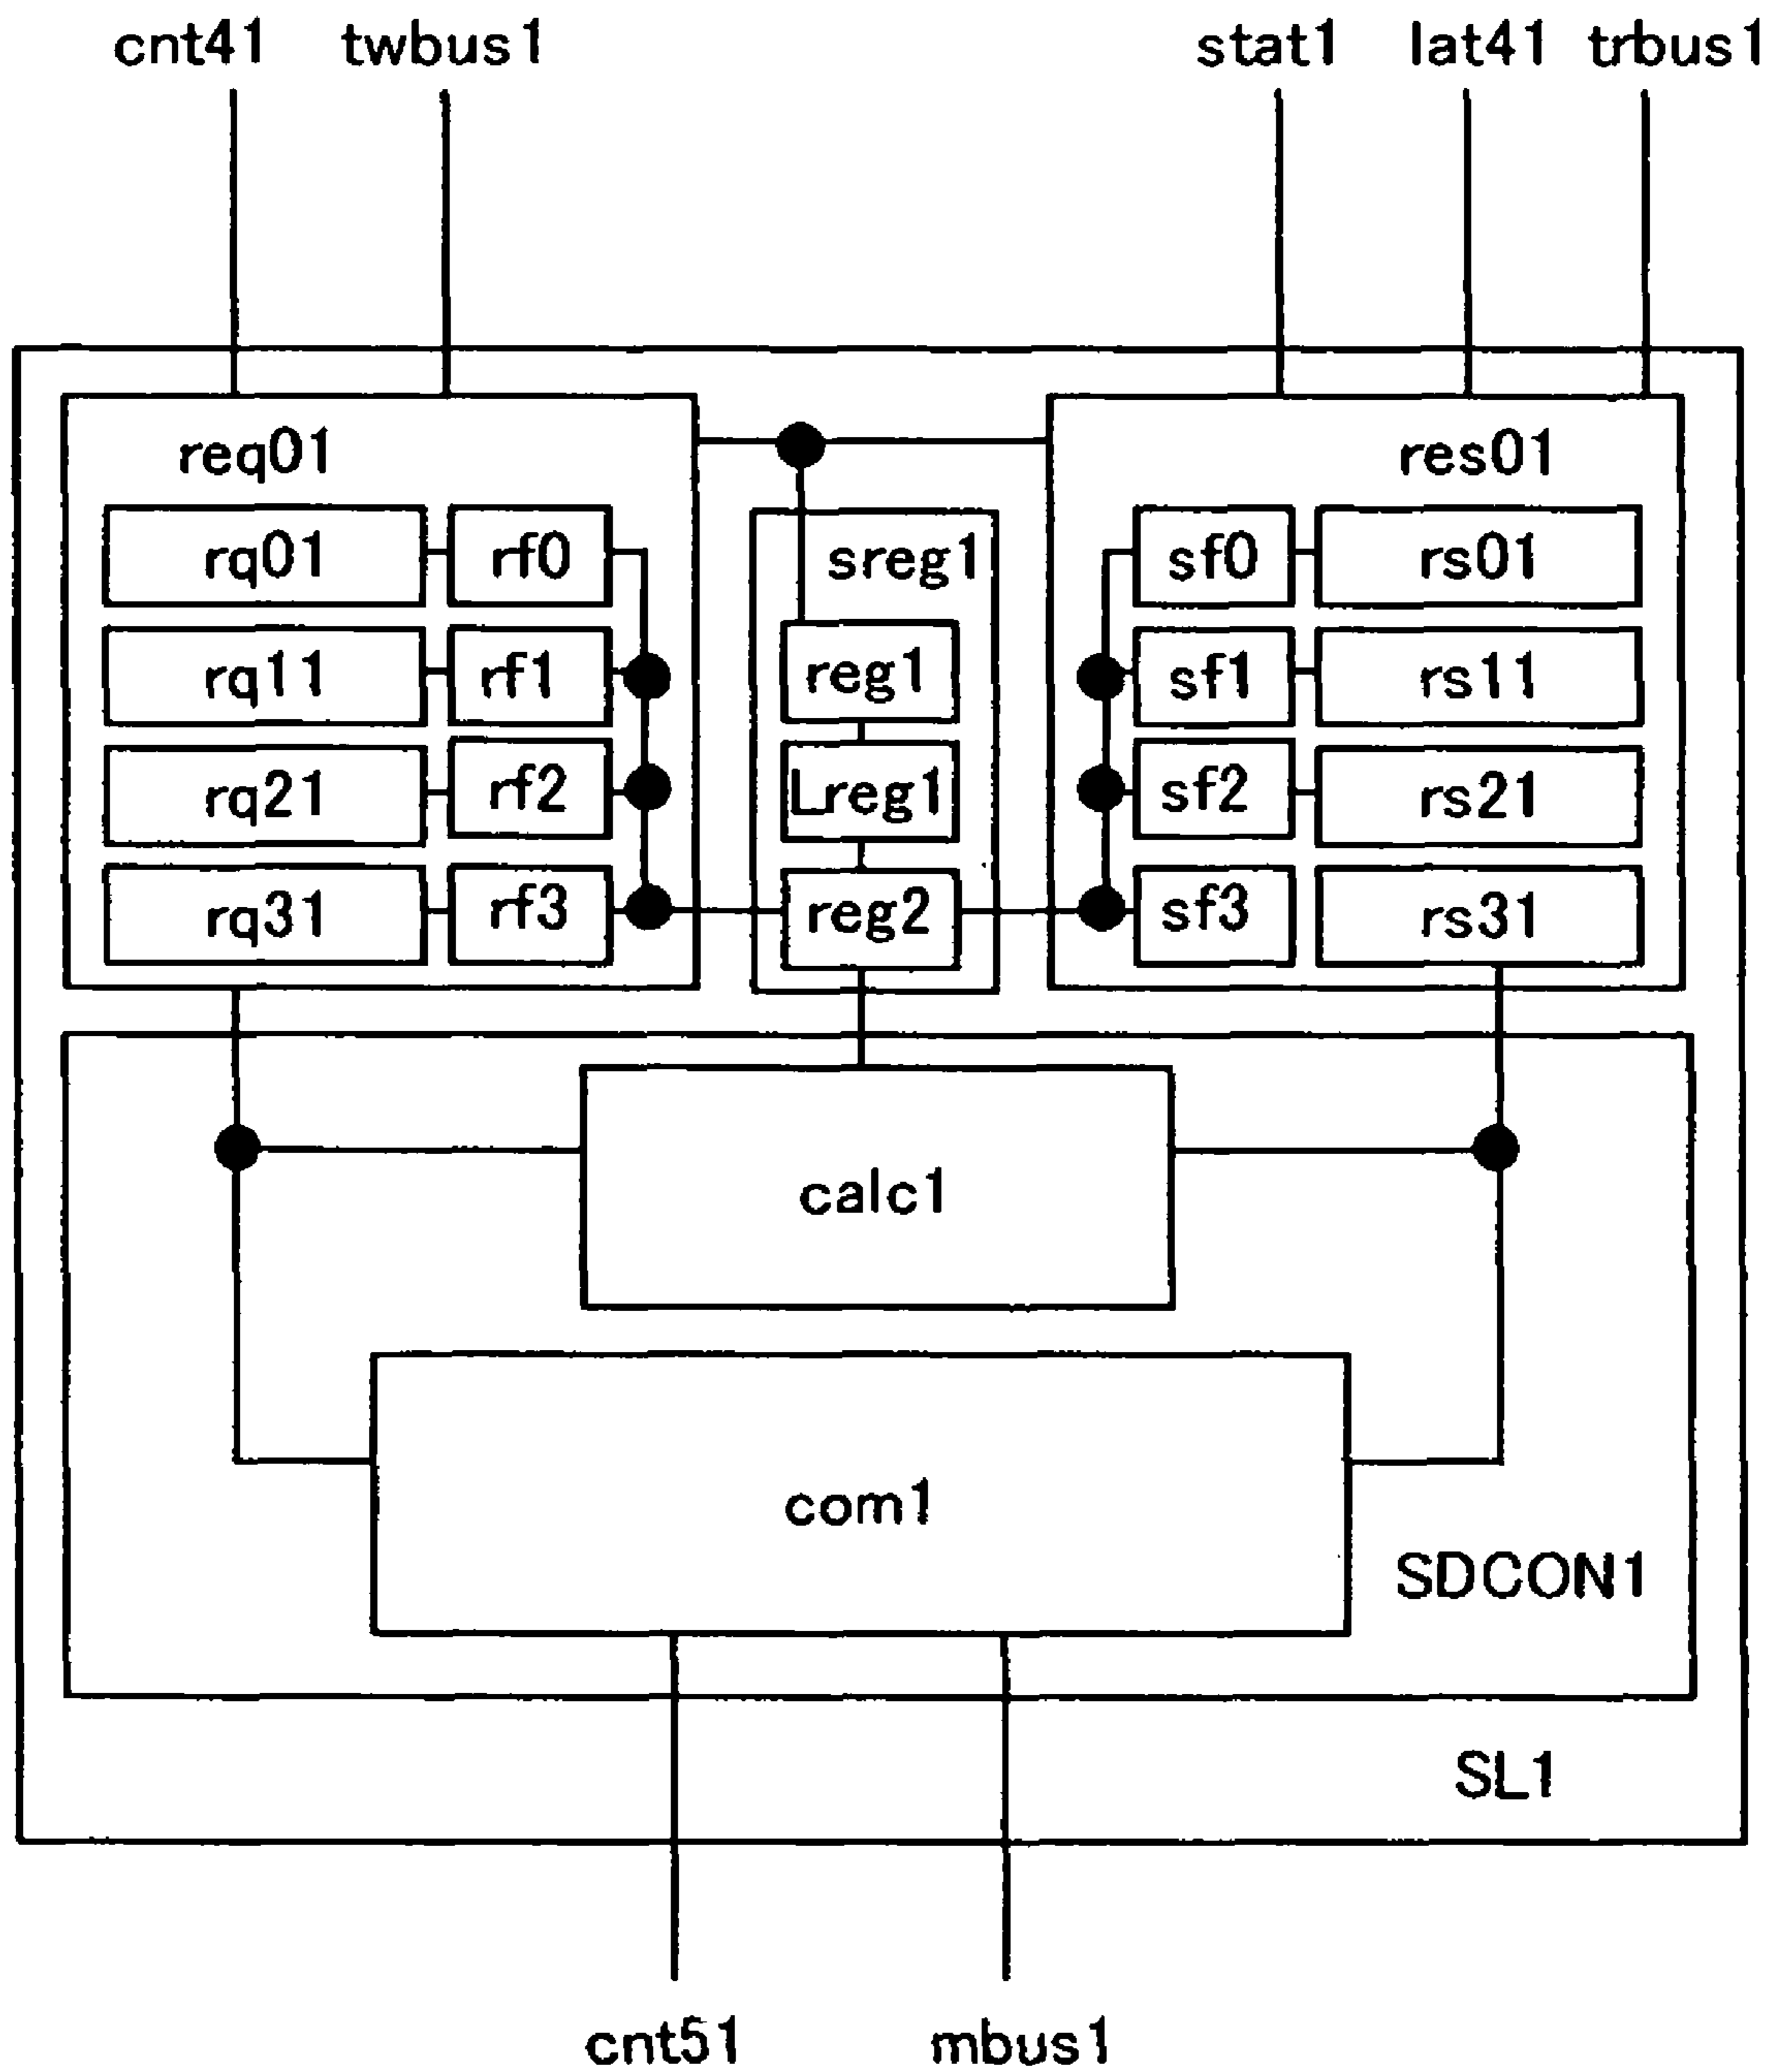 cnt41 twbus1 stat1 lat41 trbus1
req01 res01
rq01 rf0 sreg1 sf0 rs01
rq11 rf1 reg1 sf1 rs11
rq21 rf2 Lreg1 sf2 rs21
rq31 rf3 reg2 sf3 rs31
calc1
com1
SDCON1
SL1
cnt51 mbus1